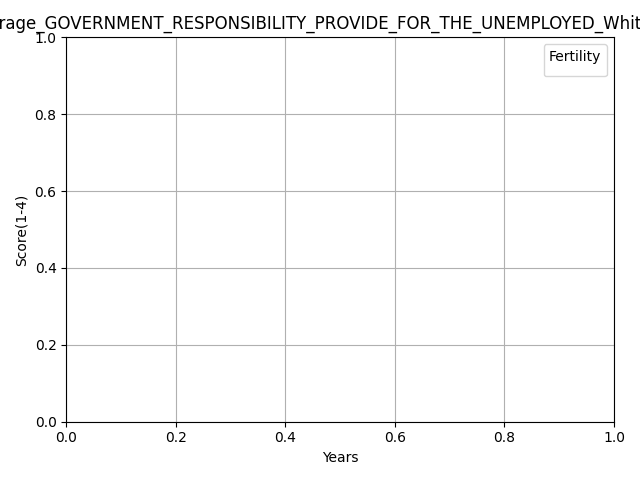 rage_GOVERNMENT_RESPONSIBILITY_PROVIDE_FOR_THE_UNEMPLOYED_Whit
Fertility
1.0
0.8
0.6
0.4
0.2
0.0
Score(1-4)
0.0 0.2 0.4 0.6 0.8 1.0
Years